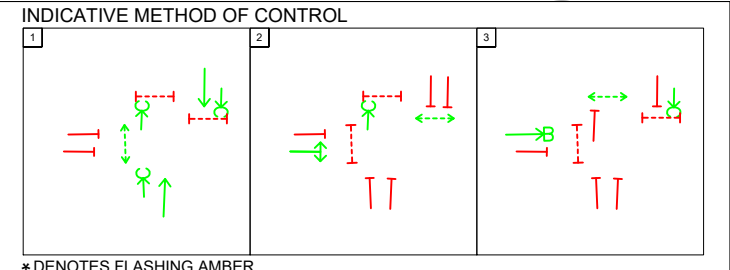 INDICATIVE METHOD OF CONTROL
1 2 3
* DENOTES FLASHING AMBER